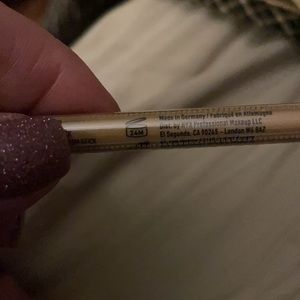 24M
Made in Germany / Fabriqué en Allemagne
Dist. by NYX Professional Makeup LLC
El Segundo, CA 90245 - London W6 8AZ